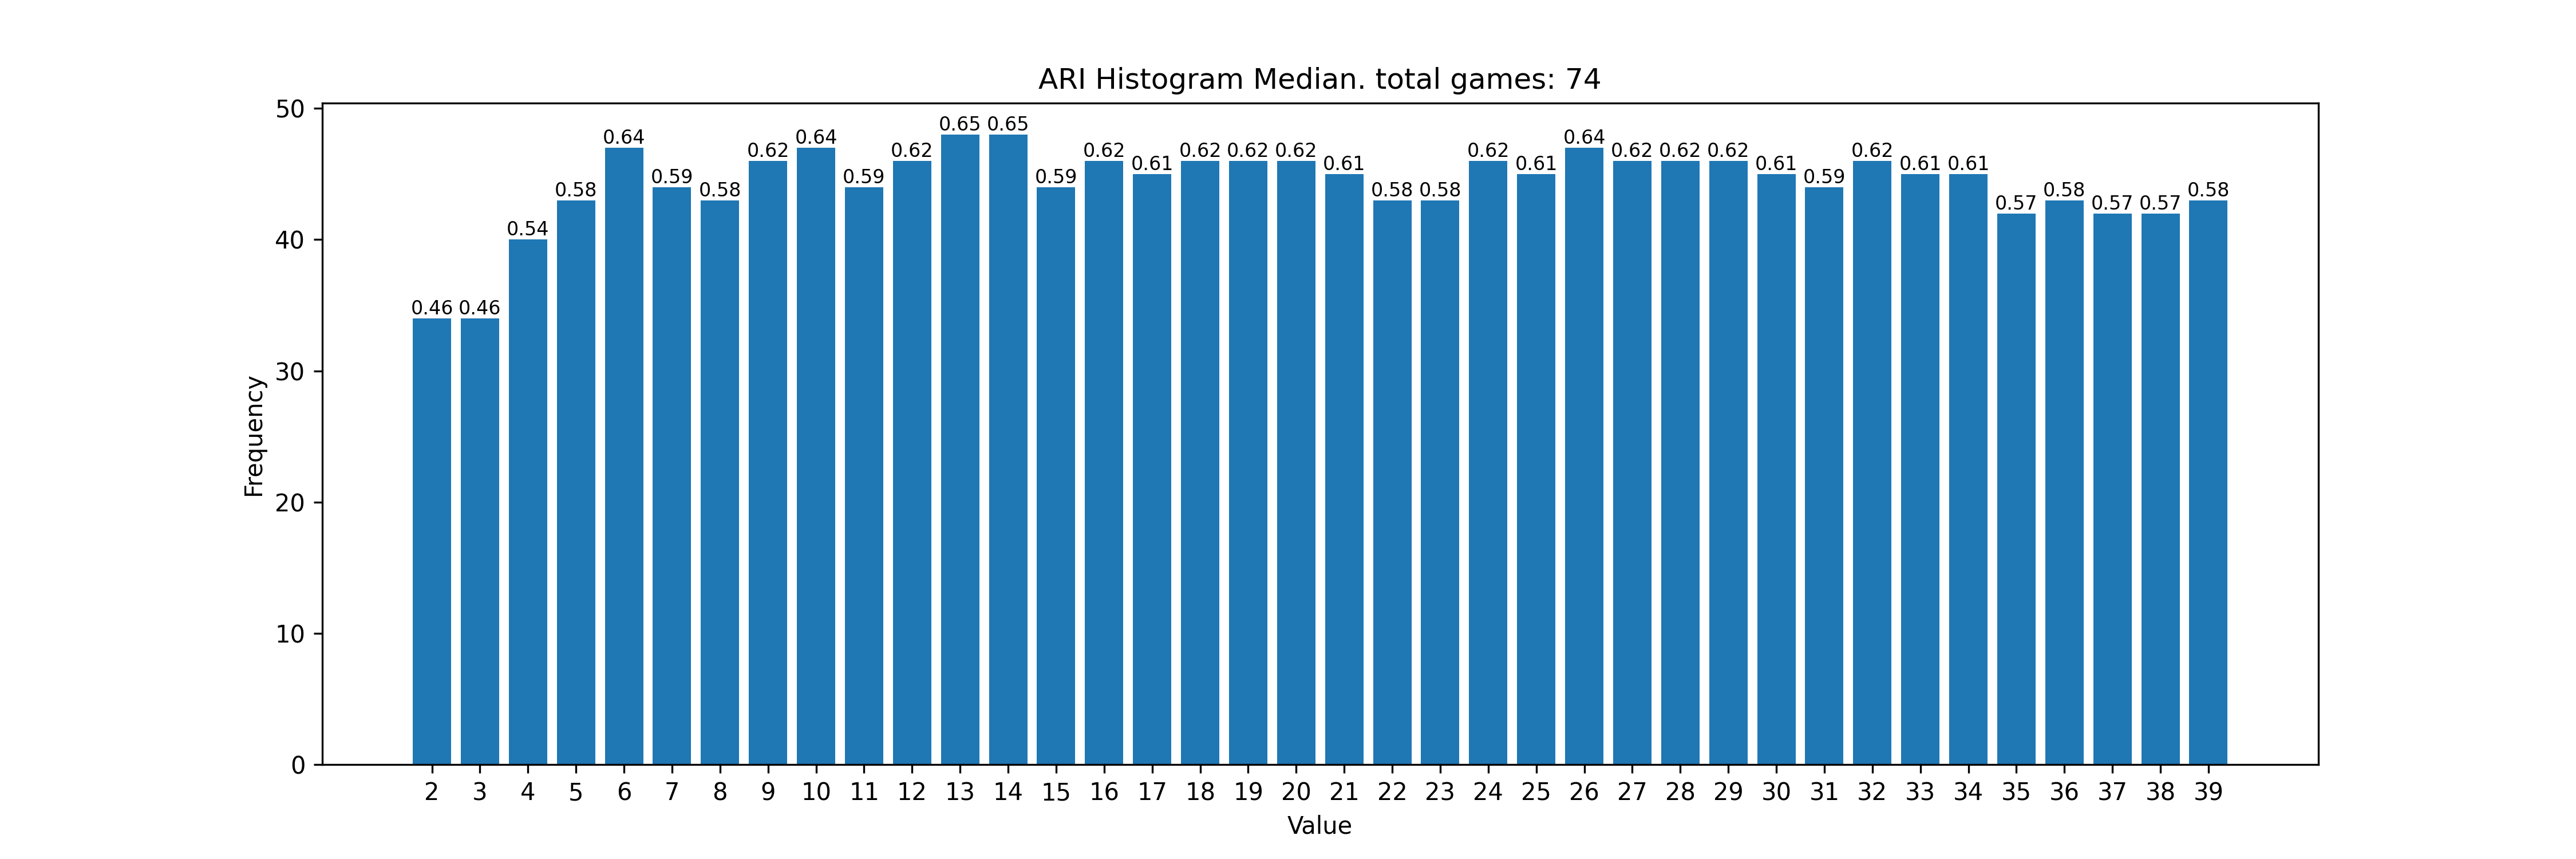 ARI Histogram Median. total games: 74
50
40
30
20
10
0
Frequency
0.46 0.46 0.54 0.58 0.64 0.59 0.58 0.62 0.64 0.59 0.62 0.65 0.65 0.59 0.62 0.61 0.62 0.62 0.62 0.61 0.58 0.58 0.62 0.61 0.64 0.62 0.62 0.62 0.61 0.59 0.62 0.61 0.61 0.57 0.58 0.57 0.57 0.58
2 3 4 5 6 7 8 9 10 11 12 13 14 15 16 17 18 19 20 21 22 23 24 25 26 27 28 29 30 31 32 33 34 35 36 37 38 39
Value